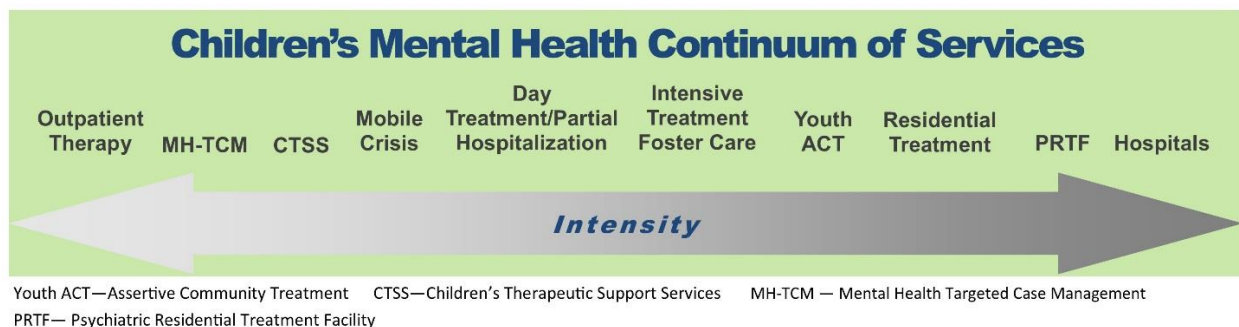 Children's Mental Health Continuum of Services
Outpatient
Therapy
MH-TCM
CTSS
Mobile
Crisis
Day
Treatment/Partial
Hospitalization
Intensive
Treatment
Foster Care
Youth
ACT
Residential
Treatment
PRTF
Hospitals
Intensity
Youth ACT—Assertive Community Treatment CTSS—Children's Therapeutic Support Services MH-TCM — Mental Health Targeted Case Management
PRTF— Psychiatric Residential Treatment Facility